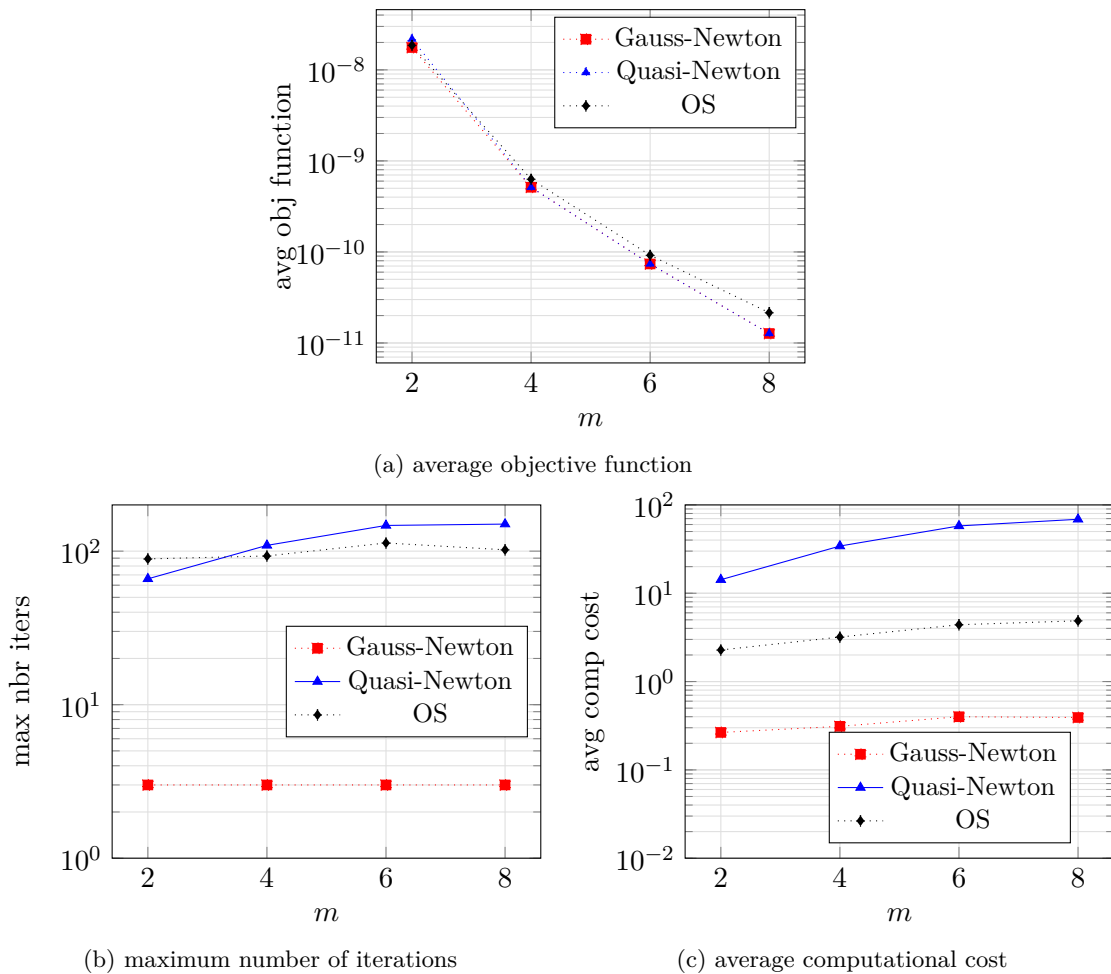 Gauss-Newton
Quasi-Newton
OS
10^{-8}
10^{-9}
10^{-10}
10^{-11}
avg obj function
2 4 6 8
m
(a) average objective function
10^2
10^1
10^0
max nbr iters
Gauss-Newton
Quasi-Newton
OS
2 4 6 8
m
(b) maximum number of iterations
10^2
10^1
10^0
10^{-1}
10^{-2}
avg comp cost
Gauss-Newton
Quasi-Newton
OS
2 4 6 8
m
(c) average computational cost